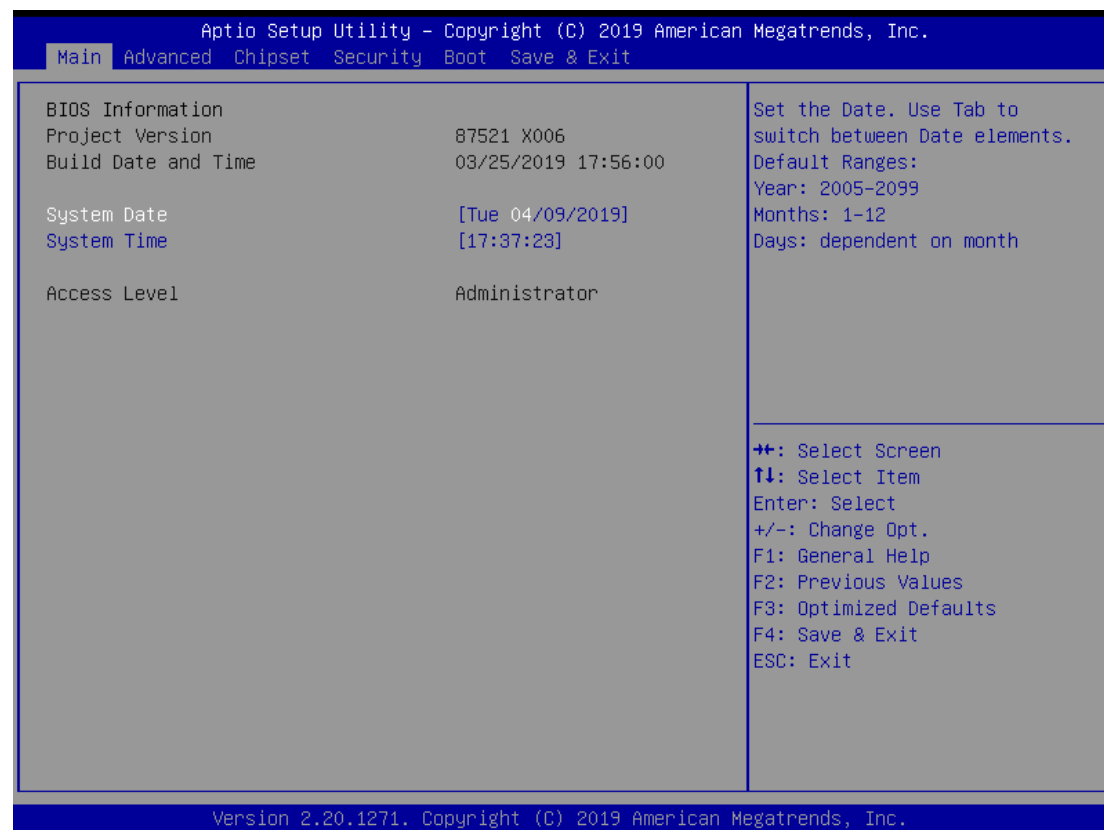 Aptio Setup Utility – Copyright (C) 2019 American Megatrends, Inc.
Main Advanced Chipset Security Boot Save & Exit
BIOS Information
Project Version 87521 X006
Build Date and Time 03/25/2019 17:56:00
System Date [Tue 04/09/2019]
System Time [17:37:23]
Access Level Administrator
Set the Date. Use Tab to
switch between Date elements.
Default Ranges:
Year: 2005–2099
Months: 1–12
Days: dependent on month
→←: Select Screen
↑↓: Select Item
Enter: Select
+/–: Change Opt.
F1: General Help
F2: Previous Values
F3: Optimized Defaults
F4: Save & Exit
ESC: Exit
Version 2.20.1271. Copyright (C) 2019 American Megatrends, Inc.